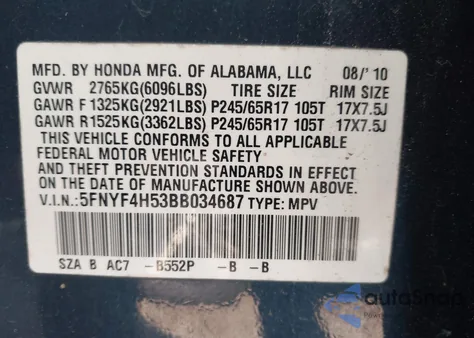 MFD. BY HONDA MFG. OF ALABAMA, LLC 08/'10
GVWR 2765KG(6096LBS) TIRE SIZE RIM SIZE
GAWR F 1325KG(2921LBS) P245/65R17 105T 17X7.5J
GAWR R 1525KG(3362LBS) P245/65R17 105T 17X7.5J
THIS VEHICLE CONFORMS TO ALL APPLICABLE
FEDERAL MOTOR VEHICLE SAFETY
AND THEFT PREVENTION STANDARDS IN EFFECT
ON THE DATE OF MANUFACTURE SHOWN ABOVE.
V.I.N.:5FNYF4H53BB034687 TYPE: MPV
SZA B AC7 -B552P -B -B
autoSnap